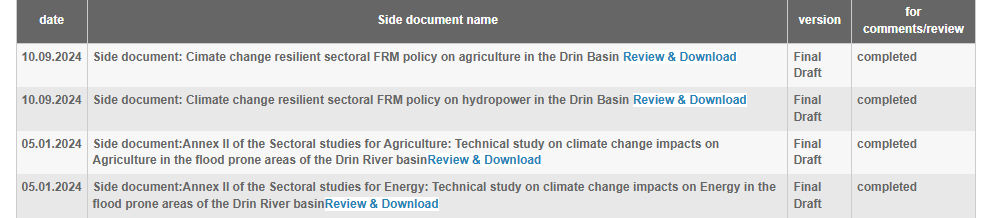 date Side document name version for comments/review
10.09.2024 Side document: Climate change resilient sectoral FRM policy on agriculture in the Drin Basin Review & Download Final Draft completed
10.09.2024 Side document: Climate change resilient sectoral FRM policy on hydropower in the Drin Basin Review & Download Final Draft completed
05.01.2024 Side document:Annex II of the Sectoral studies for Agriculture: Technical study on climate change impacts on
Agriculture in the flood prone areas of the Drin River basinReview & Download Final Draft completed
05.01.2024 Side document:Annex II of the Sectoral studies for Energy: Technical study on climate change impacts on Energy in the
flood prone areas of the Drin River basinReview & Download Final Draft completed